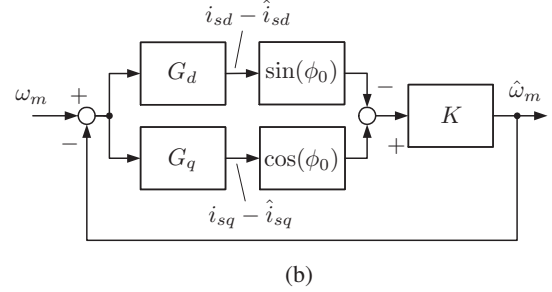 i_{sd} − \hat{i}_{sd}
ω_m
+
−
G_d
sin(ϕ_0)
−
G_q
cos(ϕ_0)
+
K
\hat{ω}_m
i_{sq} − \hat{i}_{sq}
(b)